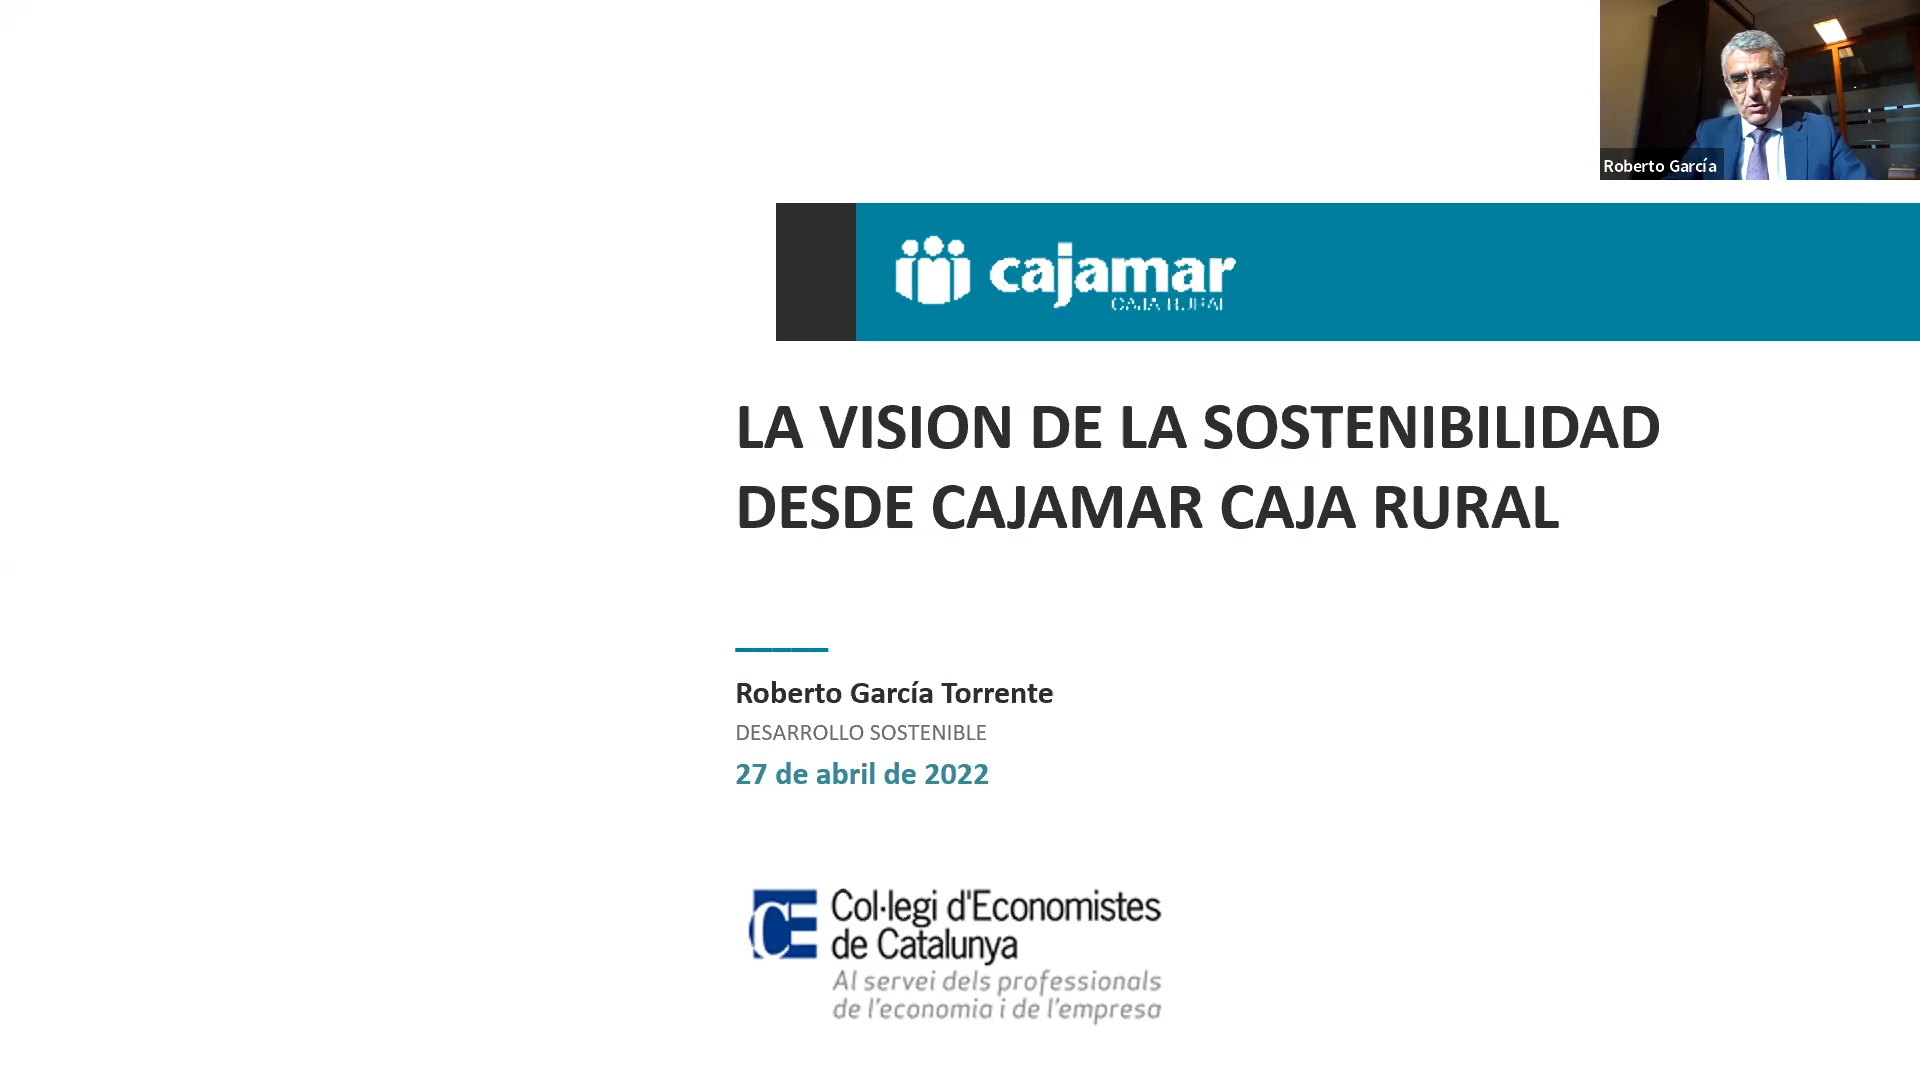 Roberto García
cajamar
CAJA RURAL
LA VISION DE LA SOSTENIBILIDAD
DESDE CAJAMAR CAJA RURAL
Roberto García Torrente
DESARROLLO SOSTENIBLE
27 de abril de 2022
CE
Col·legi d'Economistes
de Catalunya
Al servei dels professionals
de l'economia i de l'empresa